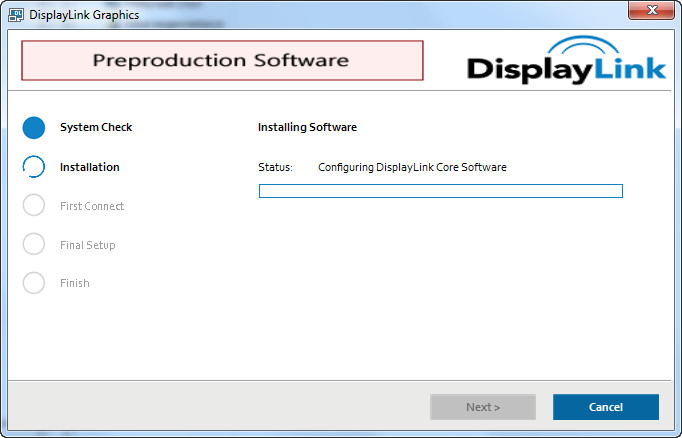 DisplayLink Graphics
Preproduction Software
DisplayLink
System Check
Installing Software
Installation
Status: Configuring DisplayLink Core Software
First Connect
Final Setup
Finish
Next >
Cancel